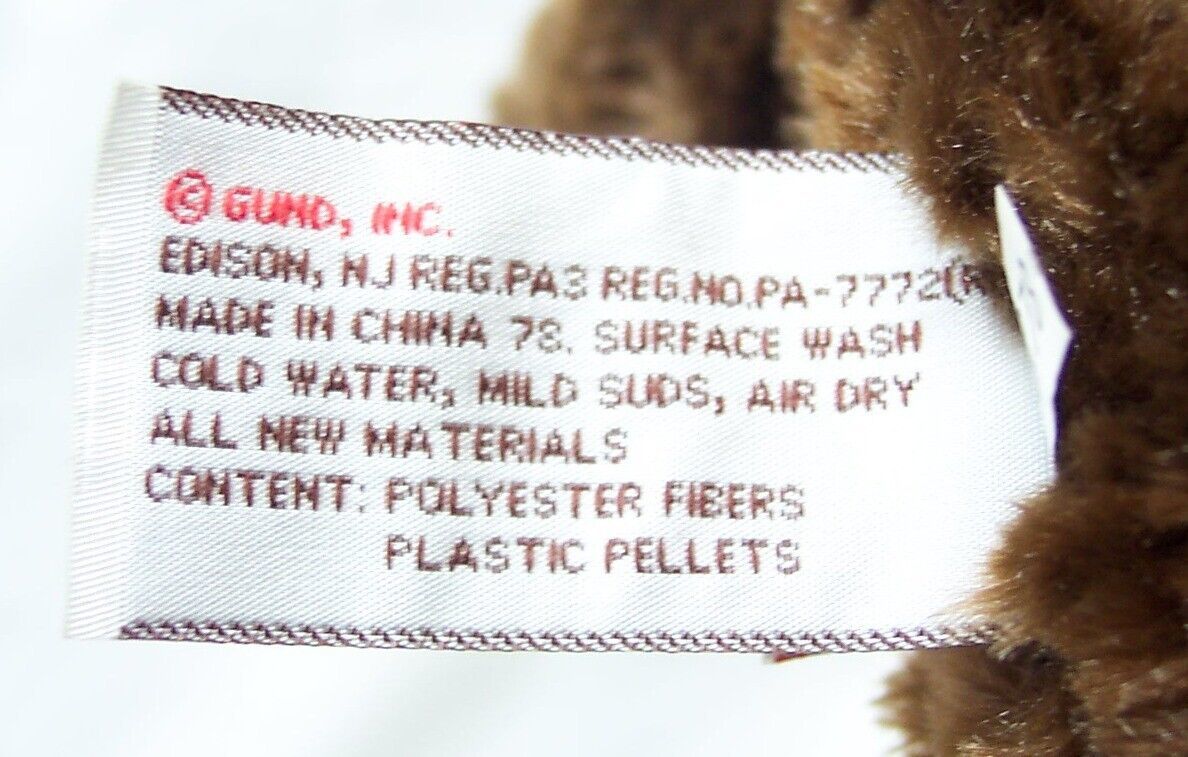 © GUND, INC.
EDISON, NJ REG.PA3 REG.NO.PA-7772(R
MADE IN CHINA 78. SURFACE WASH
COLD WATER, MILD SUDS, AIR DRY
ALL NEW MATERIALS
CONTENT: POLYESTER FIBERS
PLASTIC PELLETS